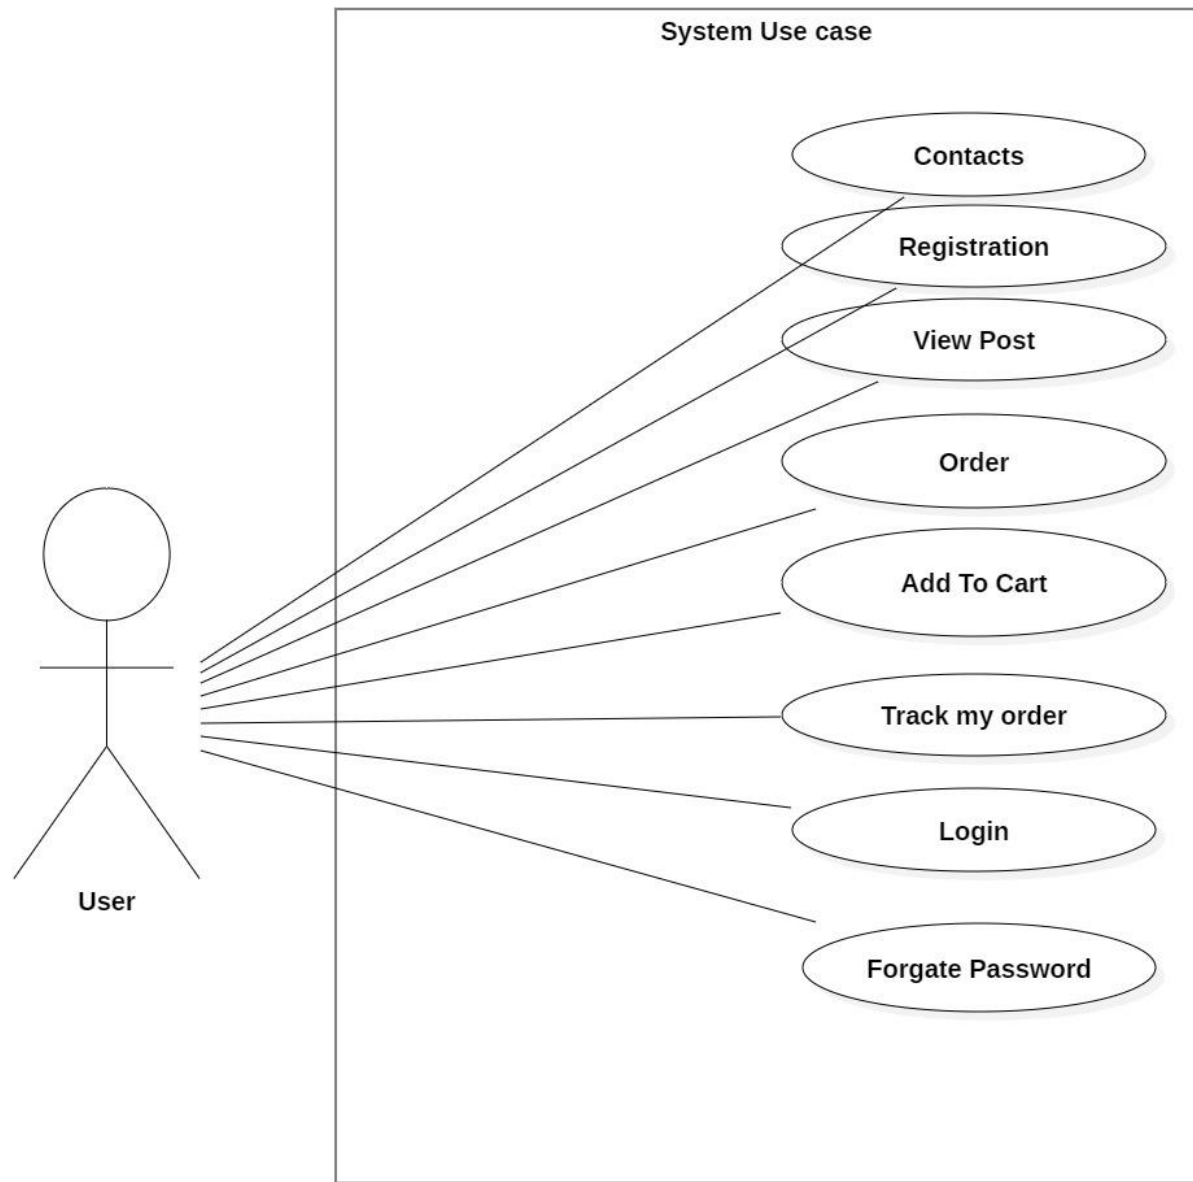 System Use case
Contacts
Registration
View Post
Order
Add To Cart
Track my order
Login
User
Forgate Password